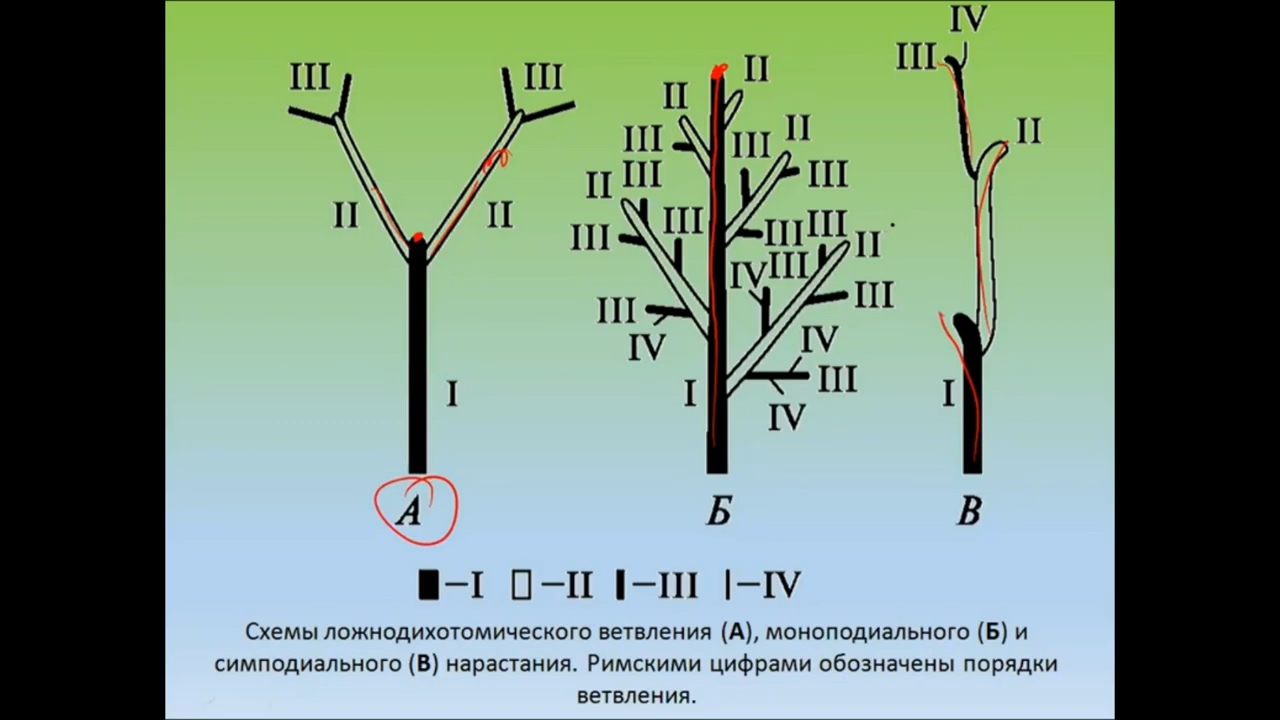 IV
III
III
III
II
II
II
II
III
III
II
III
III
II
II
II
III
III
III
III
III
II
IV
III
III
III
IV
IV
I
I
III
I
IV
А
Б
В
–I
–II
–III
–IV
Схемы ложнодихотомического ветвления (А), моноподиального (Б) и
симподиального (В) нарастания. Римскими цифрами обозначены порядки
ветвления.